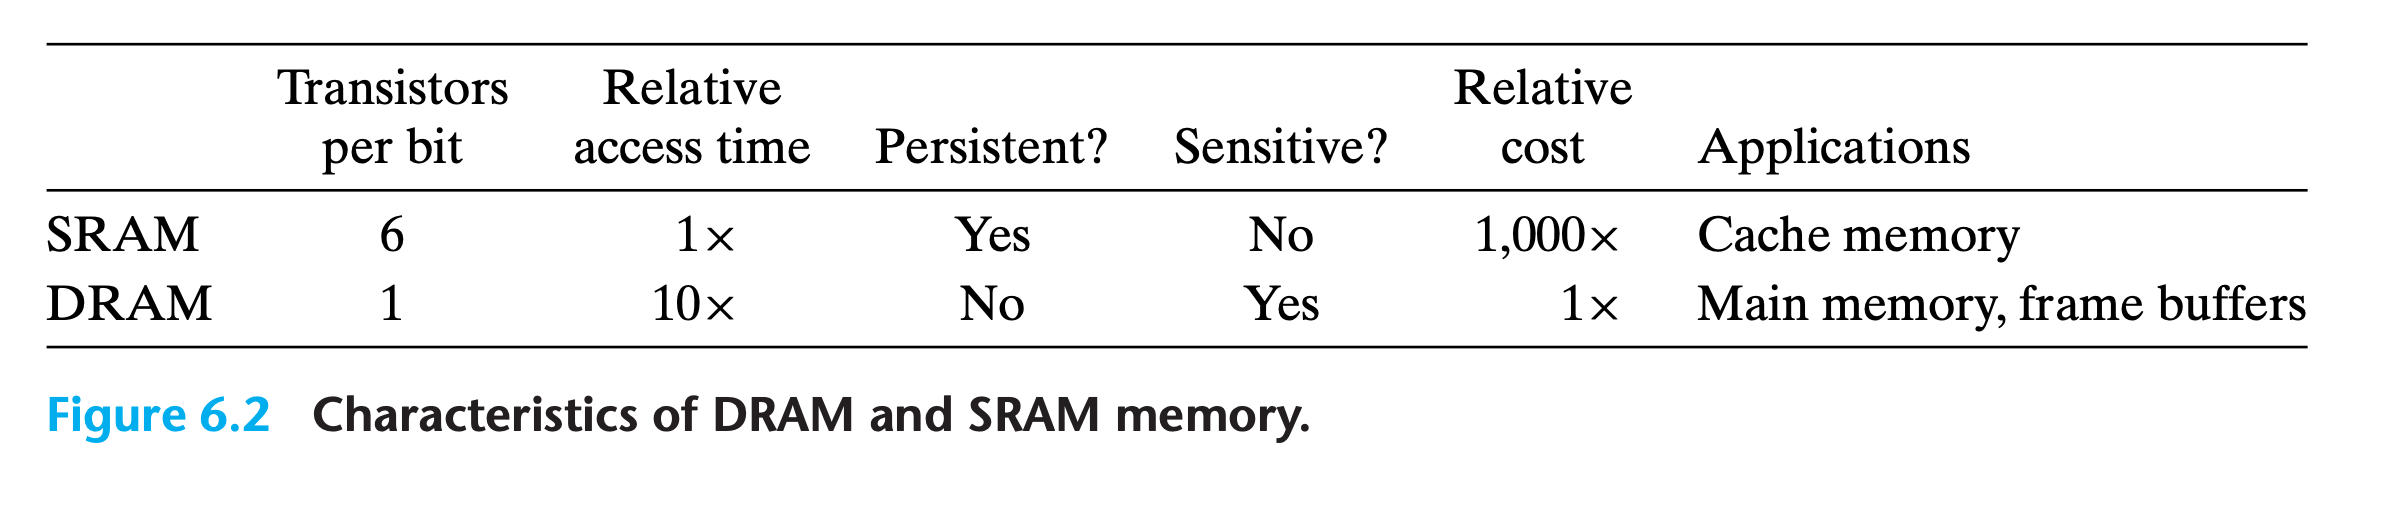 Transistors Relative Relative
per bit access time Persistent? Sensitive? cost Applications
SRAM 6 1× Yes No 1,000× Cache memory
DRAM 1 10× No Yes 1× Main memory, frame buffers
Figure 6.2 Characteristics of DRAM and SRAM memory.